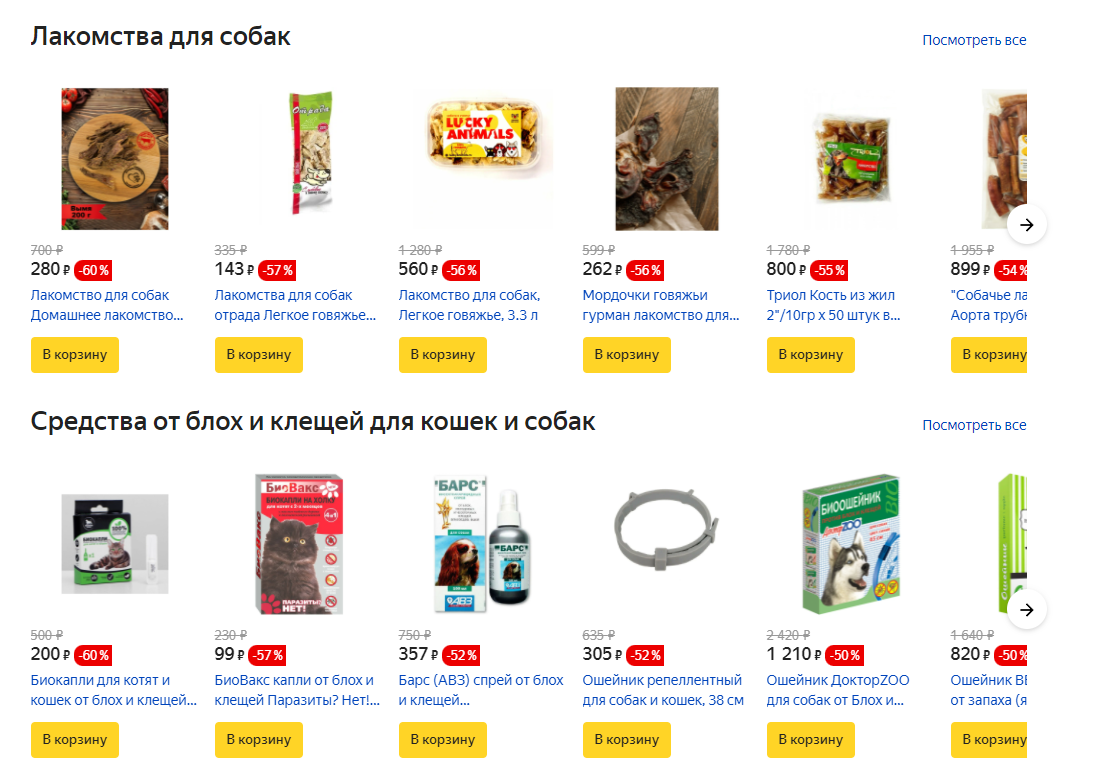 Лакомства для собак
Посмотреть все
Выми
200 г
Отрада
LUCKY
ANIMALS
700 ₽
335 ₽
1 280 ₽
599 ₽
1 780 ₽
1 955 ₽
280 ₽ -60 %
143 ₽ -57 %
560 ₽ -56 %
262 ₽ -56 %
800 ₽ -55 %
899 ₽ -54 %
Лакомство для собак
Домашнее лакомство...
Лакомства для собак
отрада Легкое говяжье...
Лакомство для собак,
Легкое говяжье, 3.3 л
Мордочки говяжьи
гурман лакомство для...
Триол Кость из жил
2"/10гр х 50 штук в...
"Собачье ла
Аорта труб
В корзину
В корзину
В корзину
В корзину
В корзину
В корзину
Средства от блох и клещей для кошек и собак
Посмотреть все
БИОКАПЛИ
БиоВакс
БИОКАПЛИ НА ХОЛКУ
4в1
ПАРАЗИТЫ?
НЕТ!
БАРС
ДЛЯ СОБАК
АВЗ
БАРС
БИООШЕЙНИК
ДокторZOO
BIO
500 ₽
230 ₽
750 ₽
635 ₽
2 420 ₽
1 640 ₽
200 ₽ -60 %
99 ₽ -57 %
357 ₽ -52 %
305 ₽ -52 %
1 210 ₽ -50 %
820 ₽ -50 %
Биокапли для котят и
кошек от блох и клещей...
БиоВакс капли от блох и
клещей Паразиты? Нет!...
Барс (АВЗ) спрей от блох
и клещей...
Ошейник репеллентный
для собак и кошек, 38 см
Ошейник ДокторZOO
для собак от Блох и...
Ошейник
от запаха (я
В корзину
В корзину
В корзину
В корзину
В корзину
В корзину